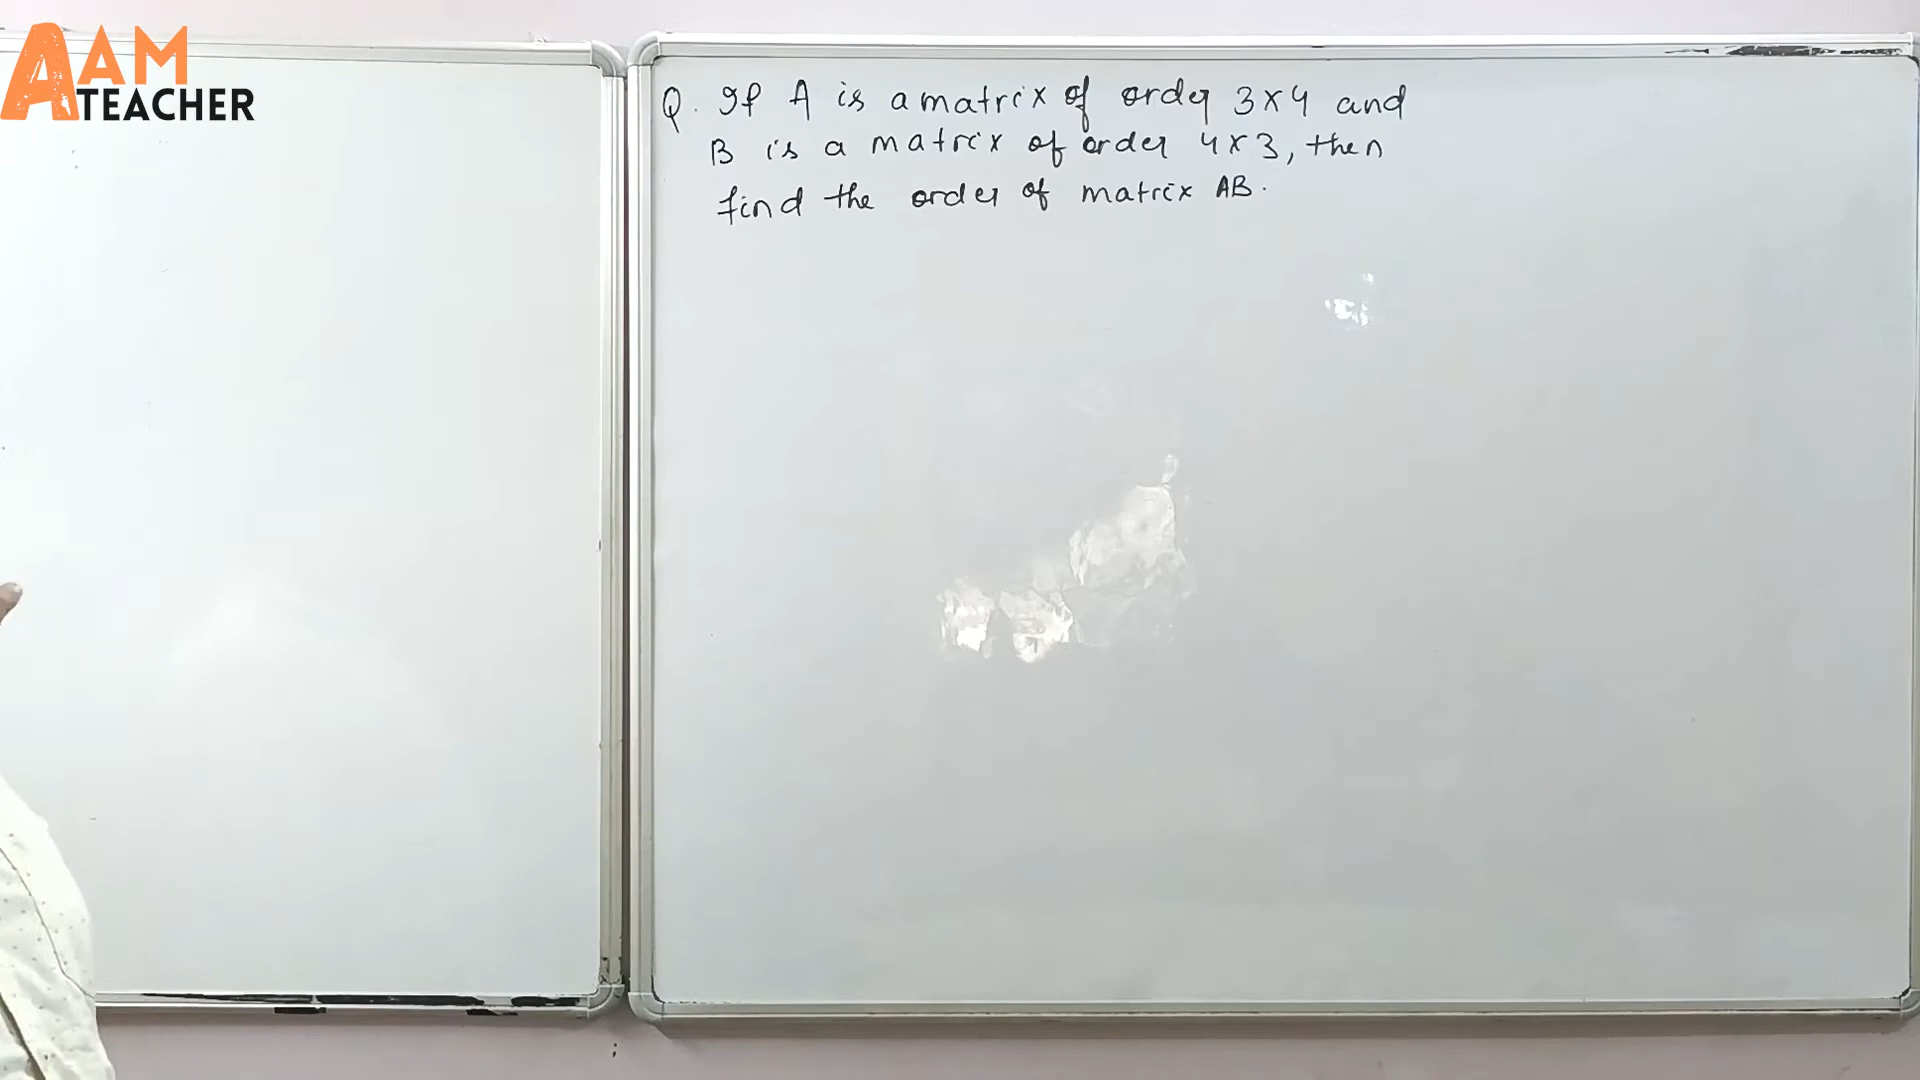 AAM
TEACHER
Q. If A is a matrix of order 3×4 and
B is a matrix of order 4×3, then
find the order of matrix AB.